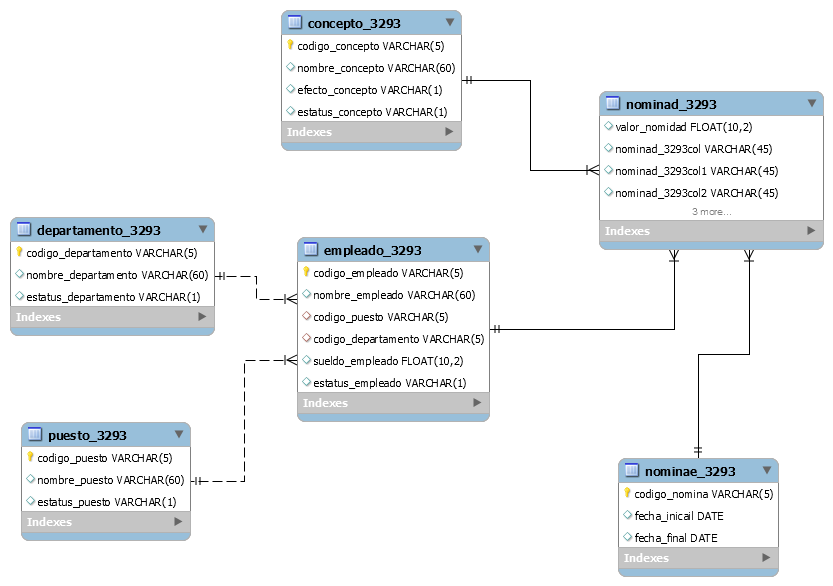 concepto_3293
codigo_concepto VARCHAR(5)
nombre_concepto VARCHAR(60)
efecto_concepto VARCHAR(1)
estatus_concepto VARCHAR(1)
Indexes
nominad_3293
valor_nomidad FLOAT(10,2)
nominad_3293col VARCHAR(45)
nominad_3293col1 VARCHAR(45)
nominad_3293col2 VARCHAR(45)
3 more...
Indexes
departamento_3293
codigo_departamento VARCHAR(5)
nombre_departamento VARCHAR(60)
estatus_departamento VARCHAR(1)
Indexes
empleado_3293
codigo_empleado VARCHAR(5)
nombre_empleado VARCHAR(60)
codigo_puesto VARCHAR(5)
codigo_departamento VARCHAR(5)
sueldo_empleado FLOAT(10,2)
estatus_empleado VARCHAR(1)
Indexes
puesto_3293
codigo_puesto VARCHAR(5)
nombre_puesto VARCHAR(60)
estatus_puesto VARCHAR(1)
Indexes
nominae_3293
codigo_nomina VARCHAR(5)
fecha_inicail DATE
fecha_final DATE
Indexes